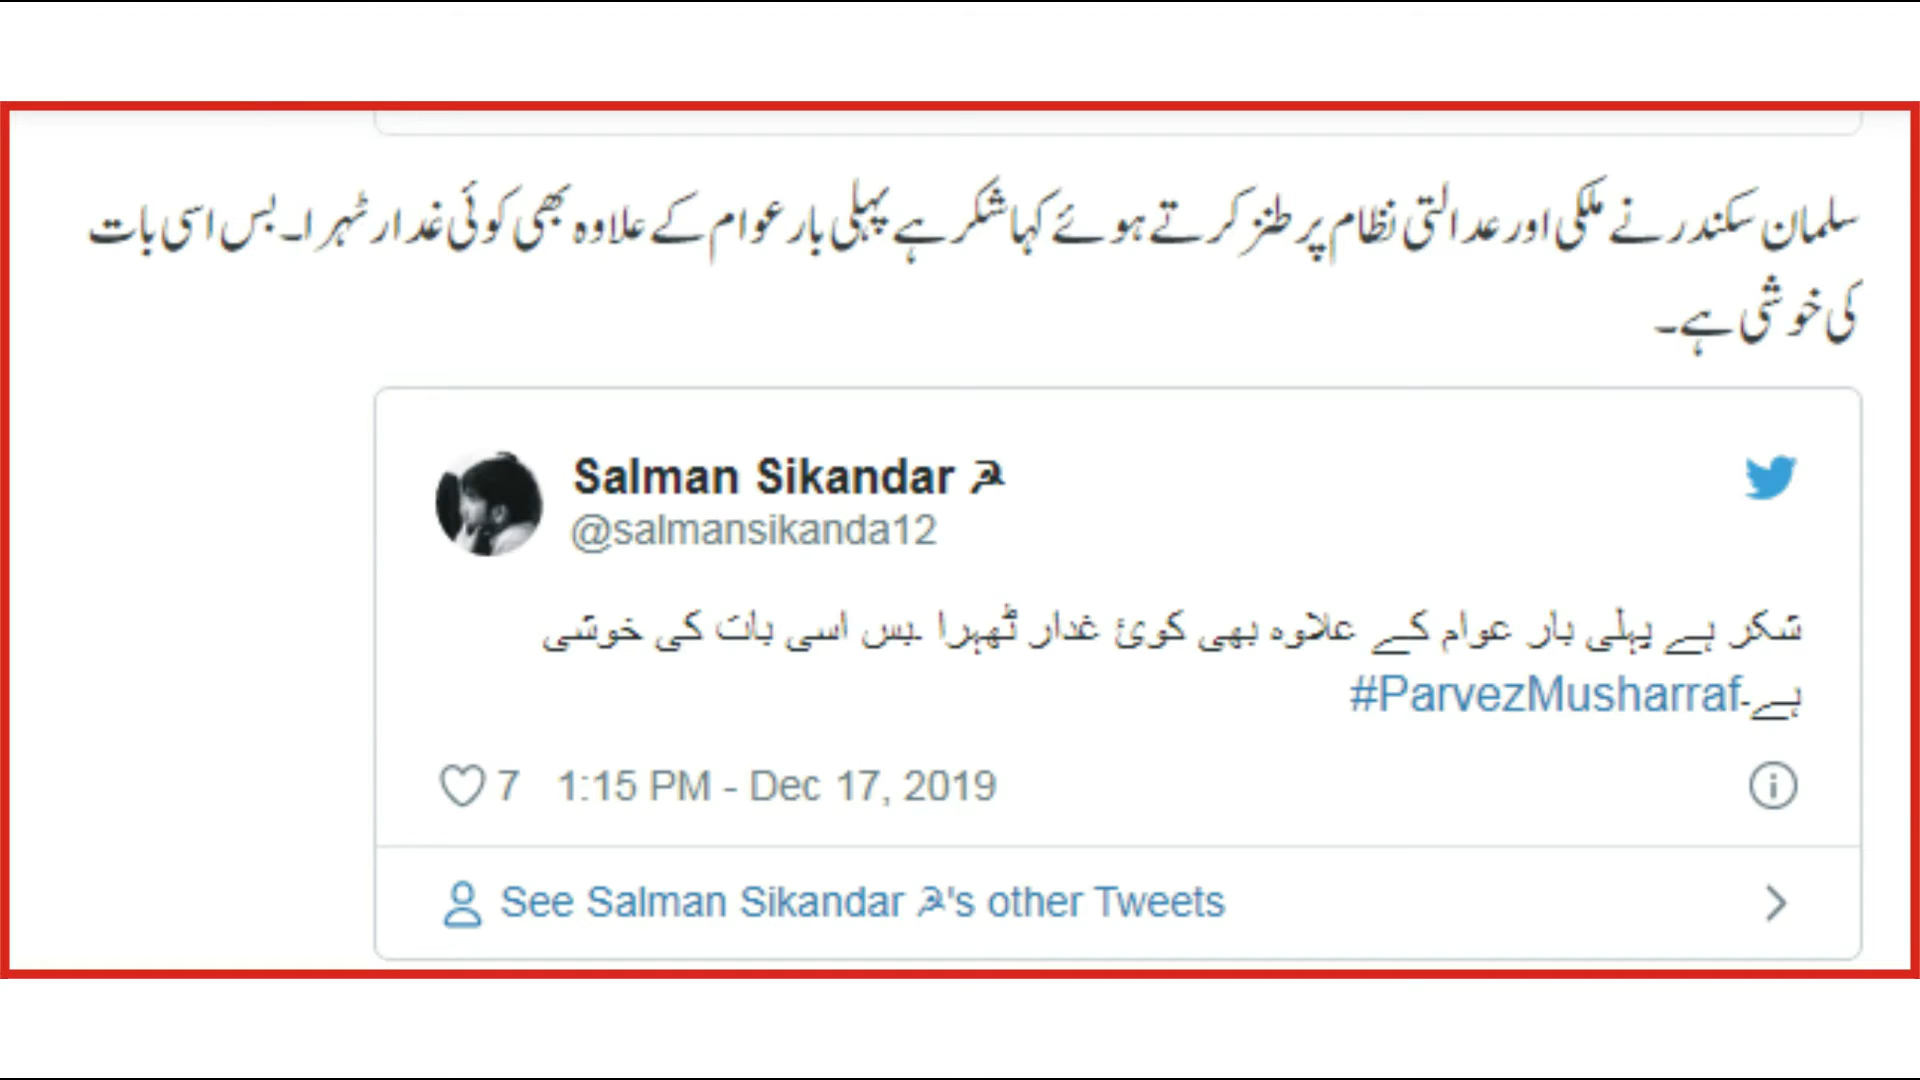 سلمان سکندر نے ملکی اور عدالتی نظام پر طنز کرتے ہوئے کہا شکر ہے پہلی بار عوام کے علاوہ بھی کوئی غدار ٹہرا۔ بس اسی بات
کی خوشی ہے۔
Salman Sikandar ☭
@salmansikanda12
شکر ہے پہلی بار عوام کے علاوہ بھی کوئ غدار ٹھہرا ۔بس اسی بات کی خوشی
ہے۔#ParvezMusharraf
7 1:15 PM - Dec 17, 2019
See Salman Sikandar ☭'s other Tweets